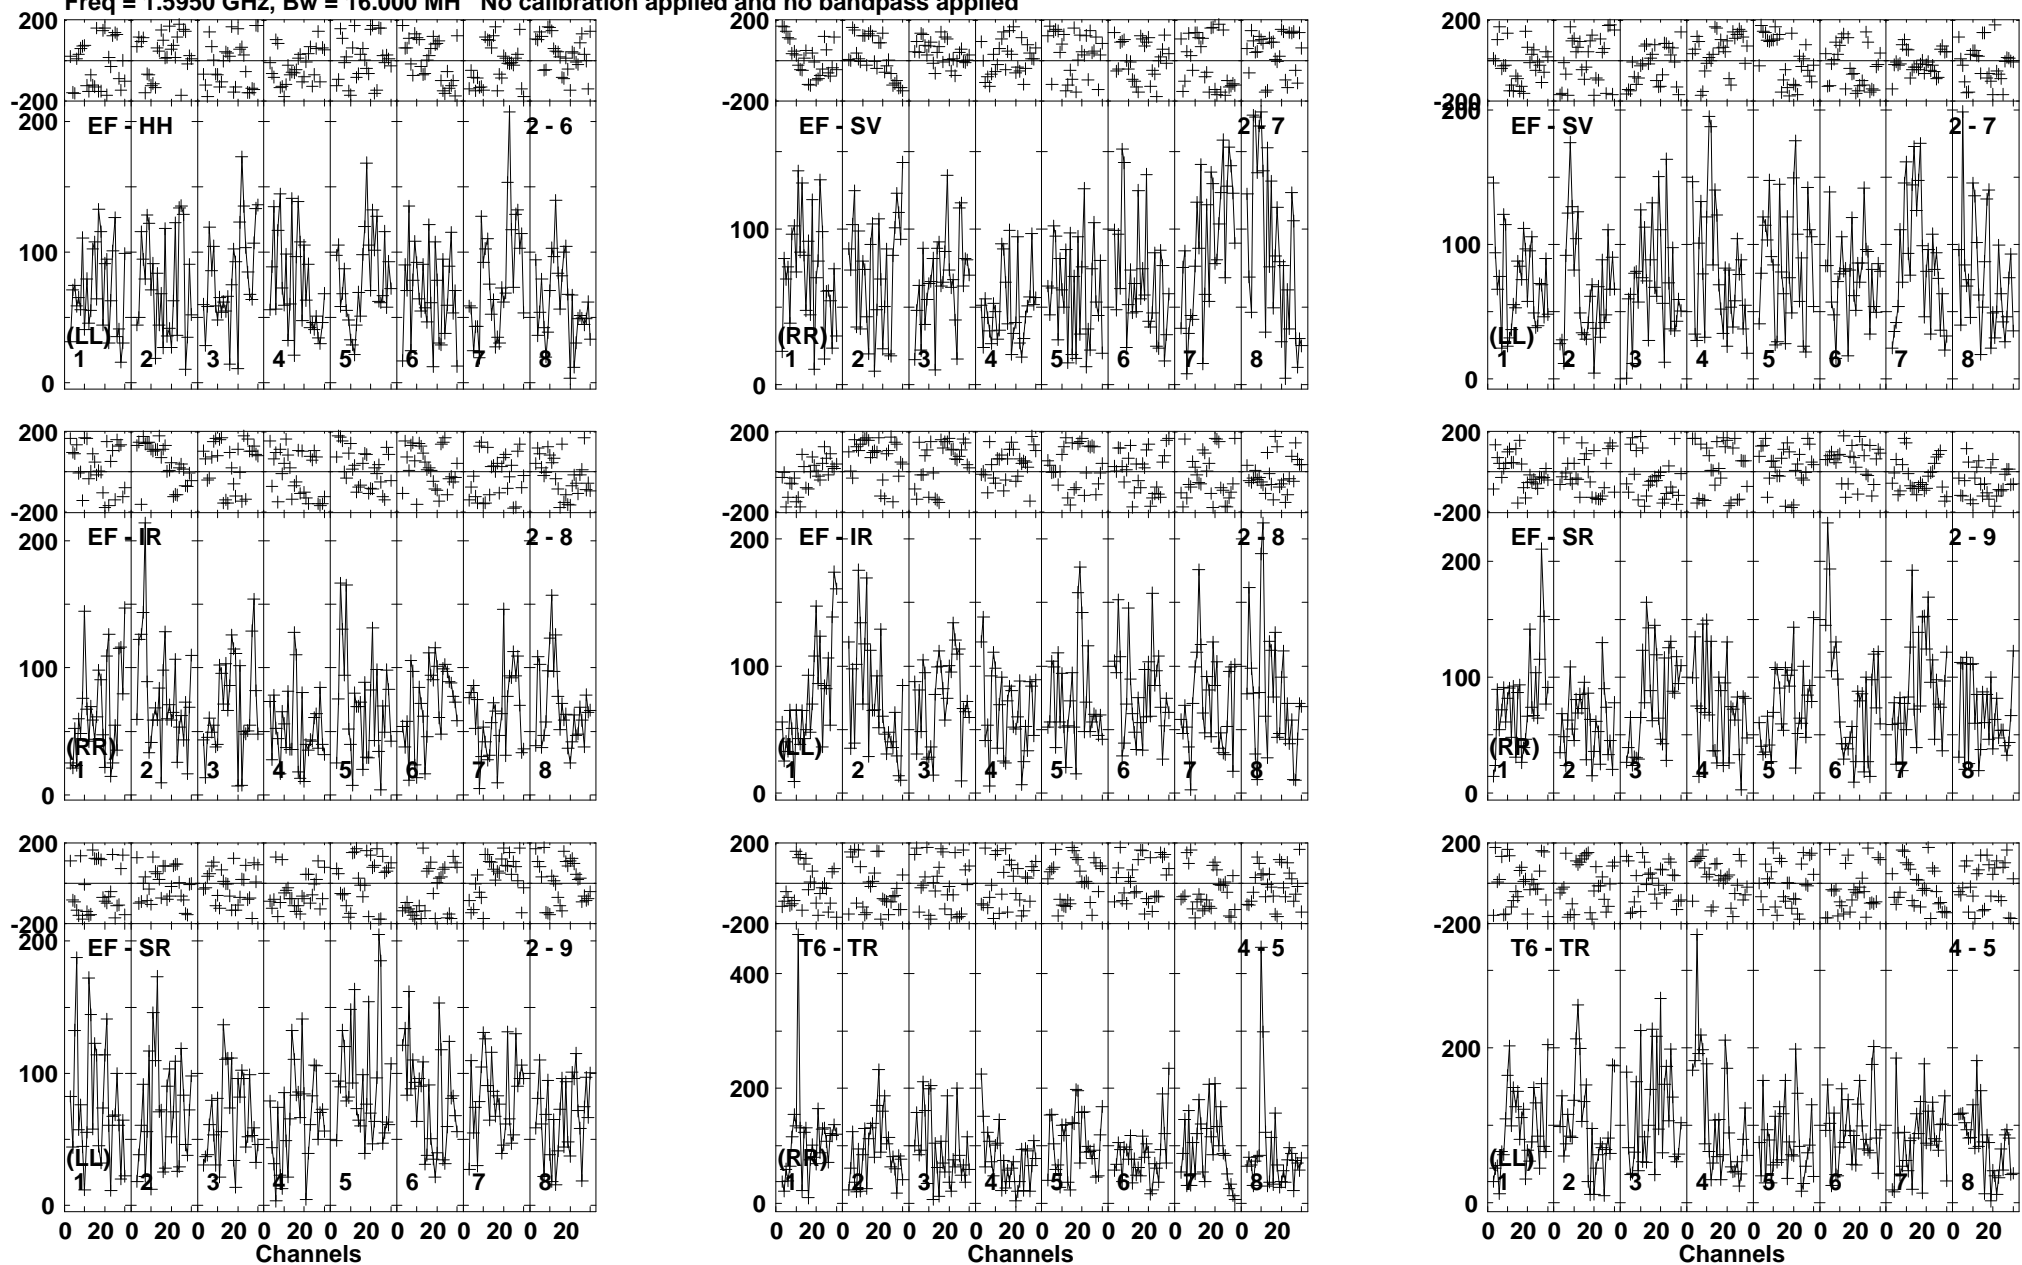 Freq = 1.5950 GHz, Bw = 16.000 MH No calibration applied and no bandpass applied
200 200 200
-200 -200 -200
200 EF - HH 2 - 6 EF - SV 2 - 7 200 EF - SV 2 - 7
100 100 100
(LL) (RR) (LL)
1 2 3 4 5 6 7 8 1 2 3 4 5 6 7 8 1 2 3 4 5 6 7 8
0 0 0
200 200 200
-200 -200 -200
EF - IR 2 - 8 EF - IR 2 - 8 EF - SR 2 - 9
200 200 200
100 100 100
(RR) (LL) (RR)
1 2 3 4 5 6 7 8 1 2 3 4 5 6 7 8 1 2 3 4 5 6 7 8
0 0 0
200 200 200
-200 -200 -200
200 EF - SR 2 - 9 T6 - TR 4 - 5 T6 - TR 4 - 5
400
100 200 200
(LL) (RR) (LL)
1 2 3 4 5 6 7 8 1 2 3 4 5 6 7 8 1 2 3 4 5 6 7 8
0 0 0
0 20 0 20 0 20 0 20 0 20 0 20 0 20 0 20 0 20 0 20 0 20 0 20 0 20 0 20 0 20 0 20 0 20 0 20 0 20 0 20 0 20 0 20 0 20 0 20
Channels Channels Channels